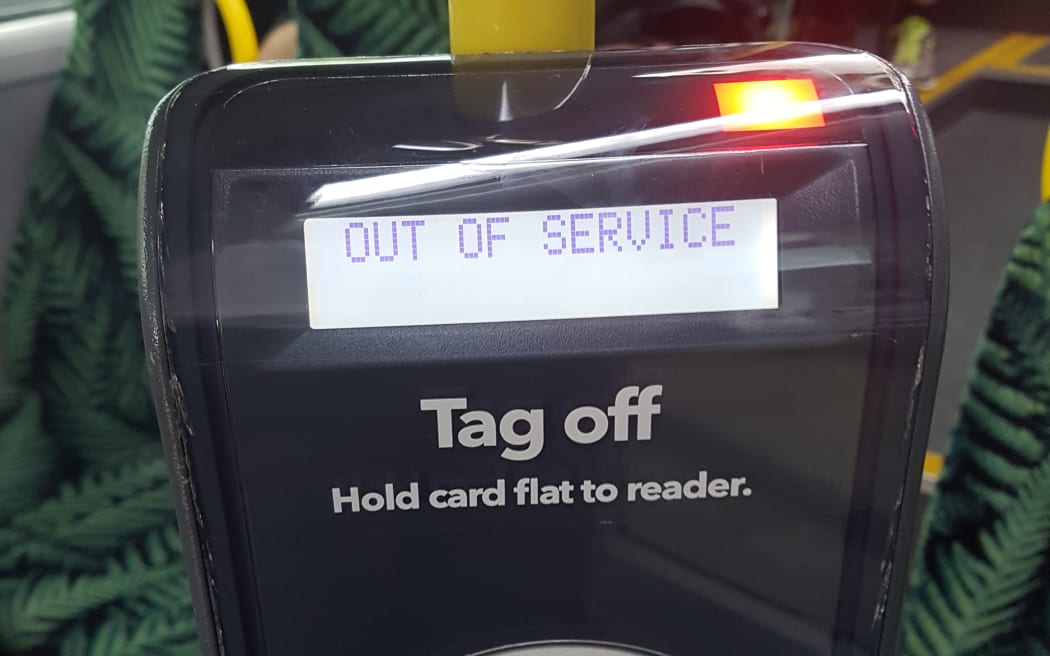 OUT OF SERVICE
Tag off
Hold card flat to reader.